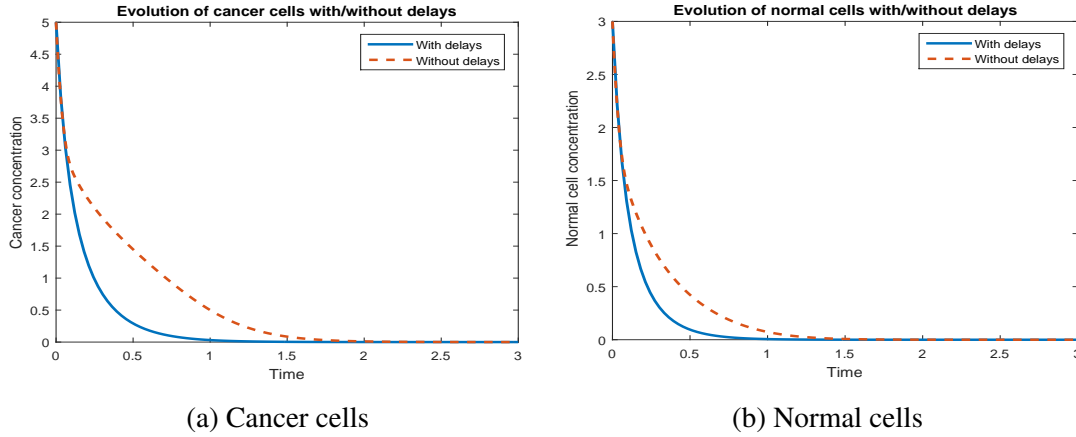 Evolution of cancer cells with/without delays
With delays
Without delays
Cancer concentration
5
4.5
4
3.5
3
2.5
2
1.5
1
0.5
0
0 0.5 1 1.5 2 2.5 3
Time
(a) Cancer cells
Evolution of normal cells with/without delays
With delays
Without delays
Normal cell concentration
3
2.5
2
1.5
1
0.5
0
0 0.5 1 1.5 2 2.5 3
Time
(b) Normal cells